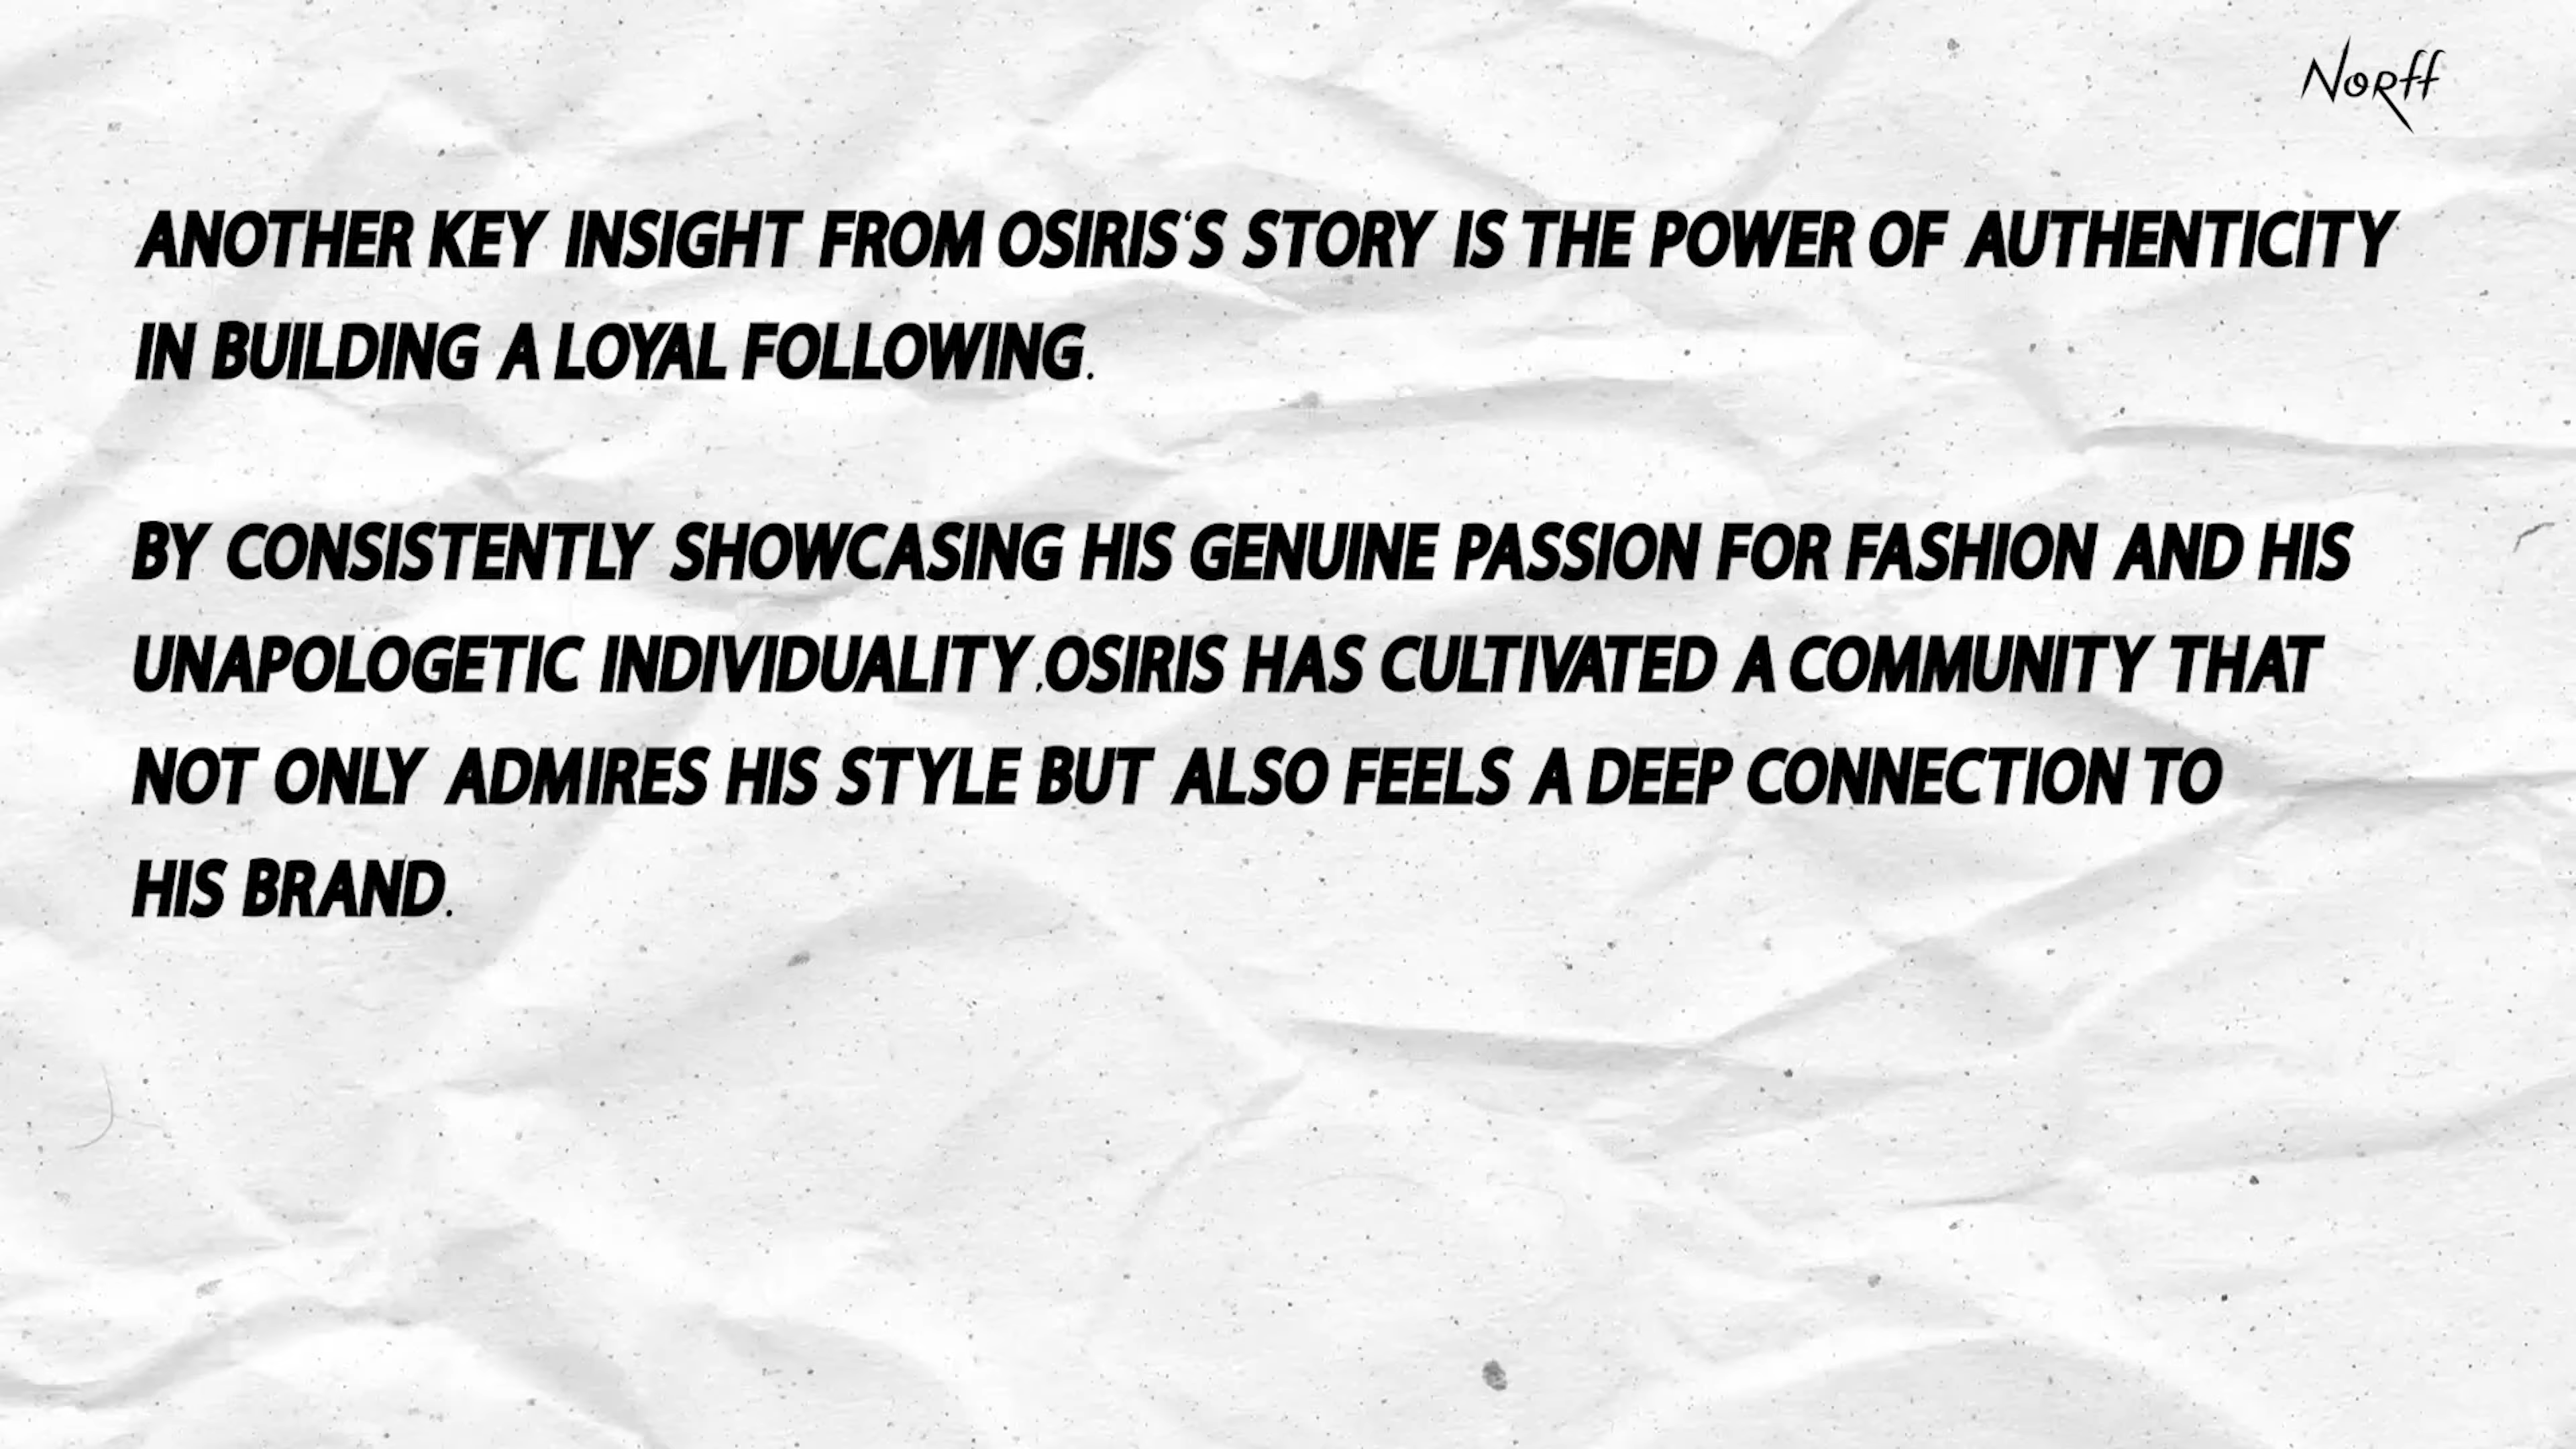 Norff
ANOTHER KEY INSIGHT FROM OSIRIS‘S STORY IS THE POWER OF AUTHENTICITY
IN BUILDING A LOYAL FOLLOWING.
BY CONSISTENTLY SHOWCASING HIS GENUINE PASSION FOR FASHION AND HIS
UNAPOLOGETIC INDIVIDUALITY ,OSIRIS HAS CULTIVATED A COMMUNITY THAT
NOT ONLY ADMIRES HIS STYLE BUT ALSO FEELS A DEEP CONNECTION TO
HIS BRAND.